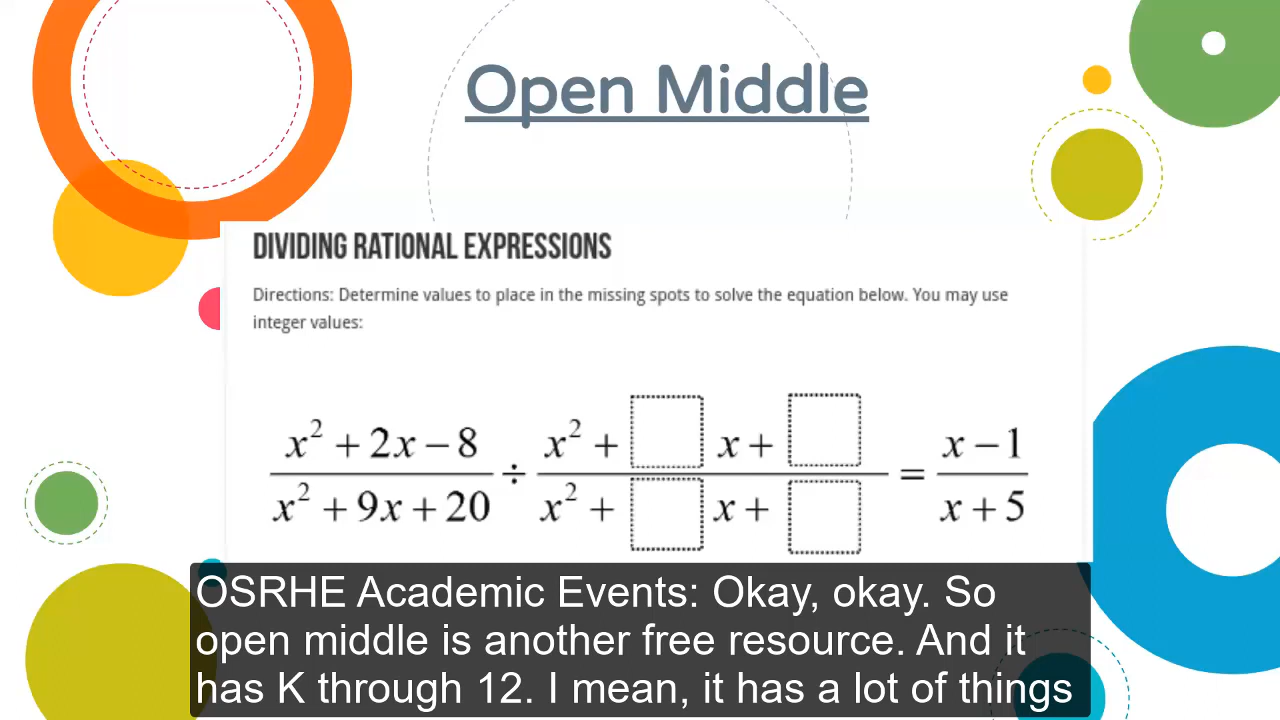 Open Middle
DIVIDING RATIONAL EXPRESSIONS
Directions: Determine values to place in the missing spots to solve the equation below. You may use
integer values:
x² + 2x − 8 x² + x + x − 1
÷ =
x² + 9x + 20 x² + x + x + 5
OSRHE Academic Events: Okay, okay. So
open middle is another free resource. And it
has K through 12. I mean, it has a lot of things